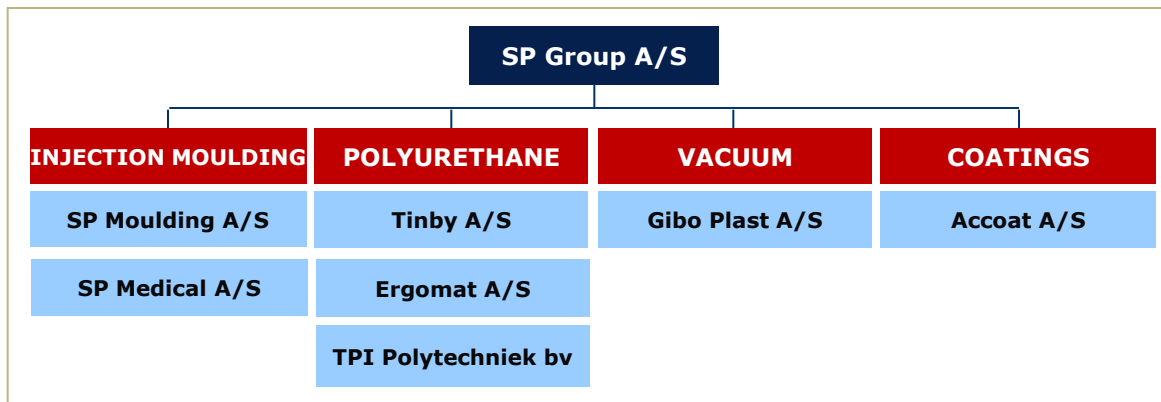 SP Group A/S
INJECTION MOULDING
POLYURETHANE
VACUUM
COATINGS
SP Moulding A/S
Tinby A/S
Gibo Plast A/S
Accoat A/S
SP Medical A/S
Ergomat A/S
TPI Polytechniek bv